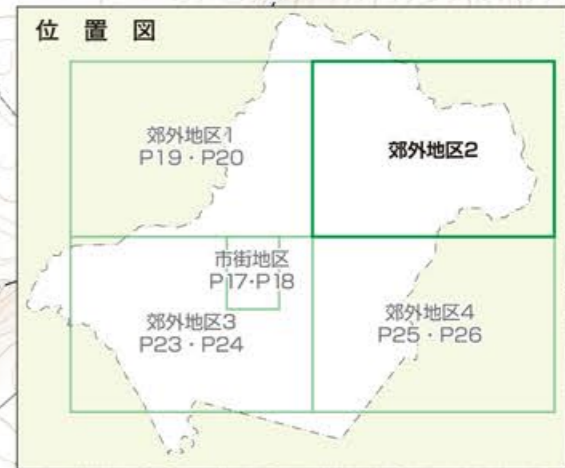 位置図
郊外地区1
P19・P20
郊外地区2
市街地区
P17・P18
郊外地区3
P23・P24
郊外地区4
P25・P26